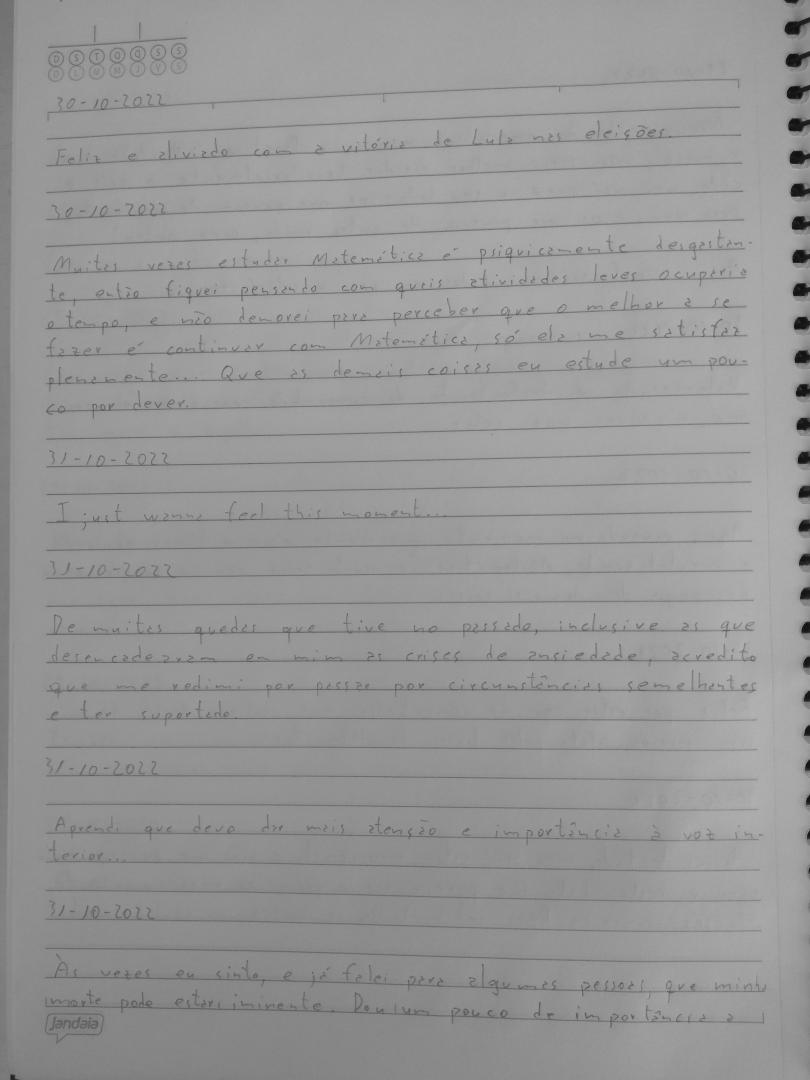 D S T Q Q S S
D L M M J V S
30-10-2022
Feliz e aliviado com a vitória de Lula nas eleições.
30-10-2022
Muitas vezes estudar Matemática é psiquicamente desgastan-
te, então fiquei pensando com quais atividades leves ocuparia
o tempo, e não demorei para perceber que o melhor a se
fazer é continuar com Matemática, só ela me satisfaz
plenamente... Que as demais coisas eu estude um pou-
co por dever.
31-10-2022
I just wanna feel this moment...
31-10-2022
De muitas quedas que tive no passado, inclusive as que
desencadearam em mim as crises de ansiedade, acredito
que me redimi por passar por circunstâncias semelhantes
e ter suportado.
31-10-2022
Aprendi que devo dar mais atenção e importância à voz in-
terior...
31-10-2022
Às vezes eu sinto, e já falei para algumas pessoas, que minha
morte pode estar iminente. Dou um pouco de importância a
Jandaia